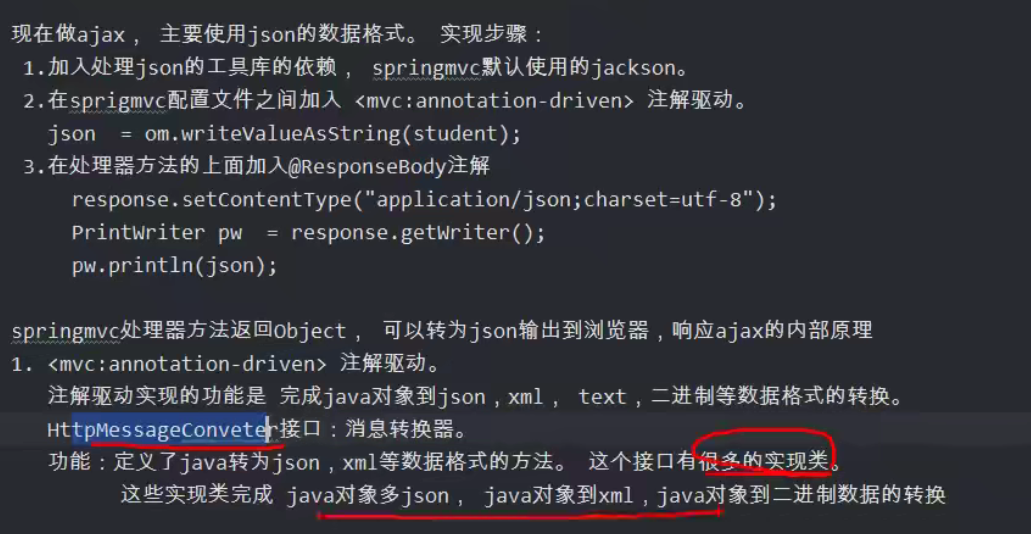 现在做ajax， 主要使用json的数据格式。 实现步骤：
1.加入处理json的工具库的依赖， springmvc默认使用的jackson。
2.在sprigmvc配置文件之间加入 <mvc:annotation-driven> 注解驱动。
json  = om.writeValueAsString(student);
3.在处理器方法的上面加入@ResponseBody注解
response.setContentType("application/json;charset=utf-8");
PrintWriter pw  = response.getWriter();
pw.println(json);
springmvc处理器方法返回Object， 可以转为json输出到浏览器，响应ajax的内部原理
1. <mvc:annotation-driven> 注解驱动。
注解驱动实现的功能是 完成java对象到json，xml， text，二进制等数据格式的转换。
HttpMessageConveter接口：消息转换器。
功能：定义了java转为json，xml等数据格式的方法。 这个接口有很多的实现类。
这些实现类完成 java对象多json， java对象到xml，java对象到二进制数据的转换